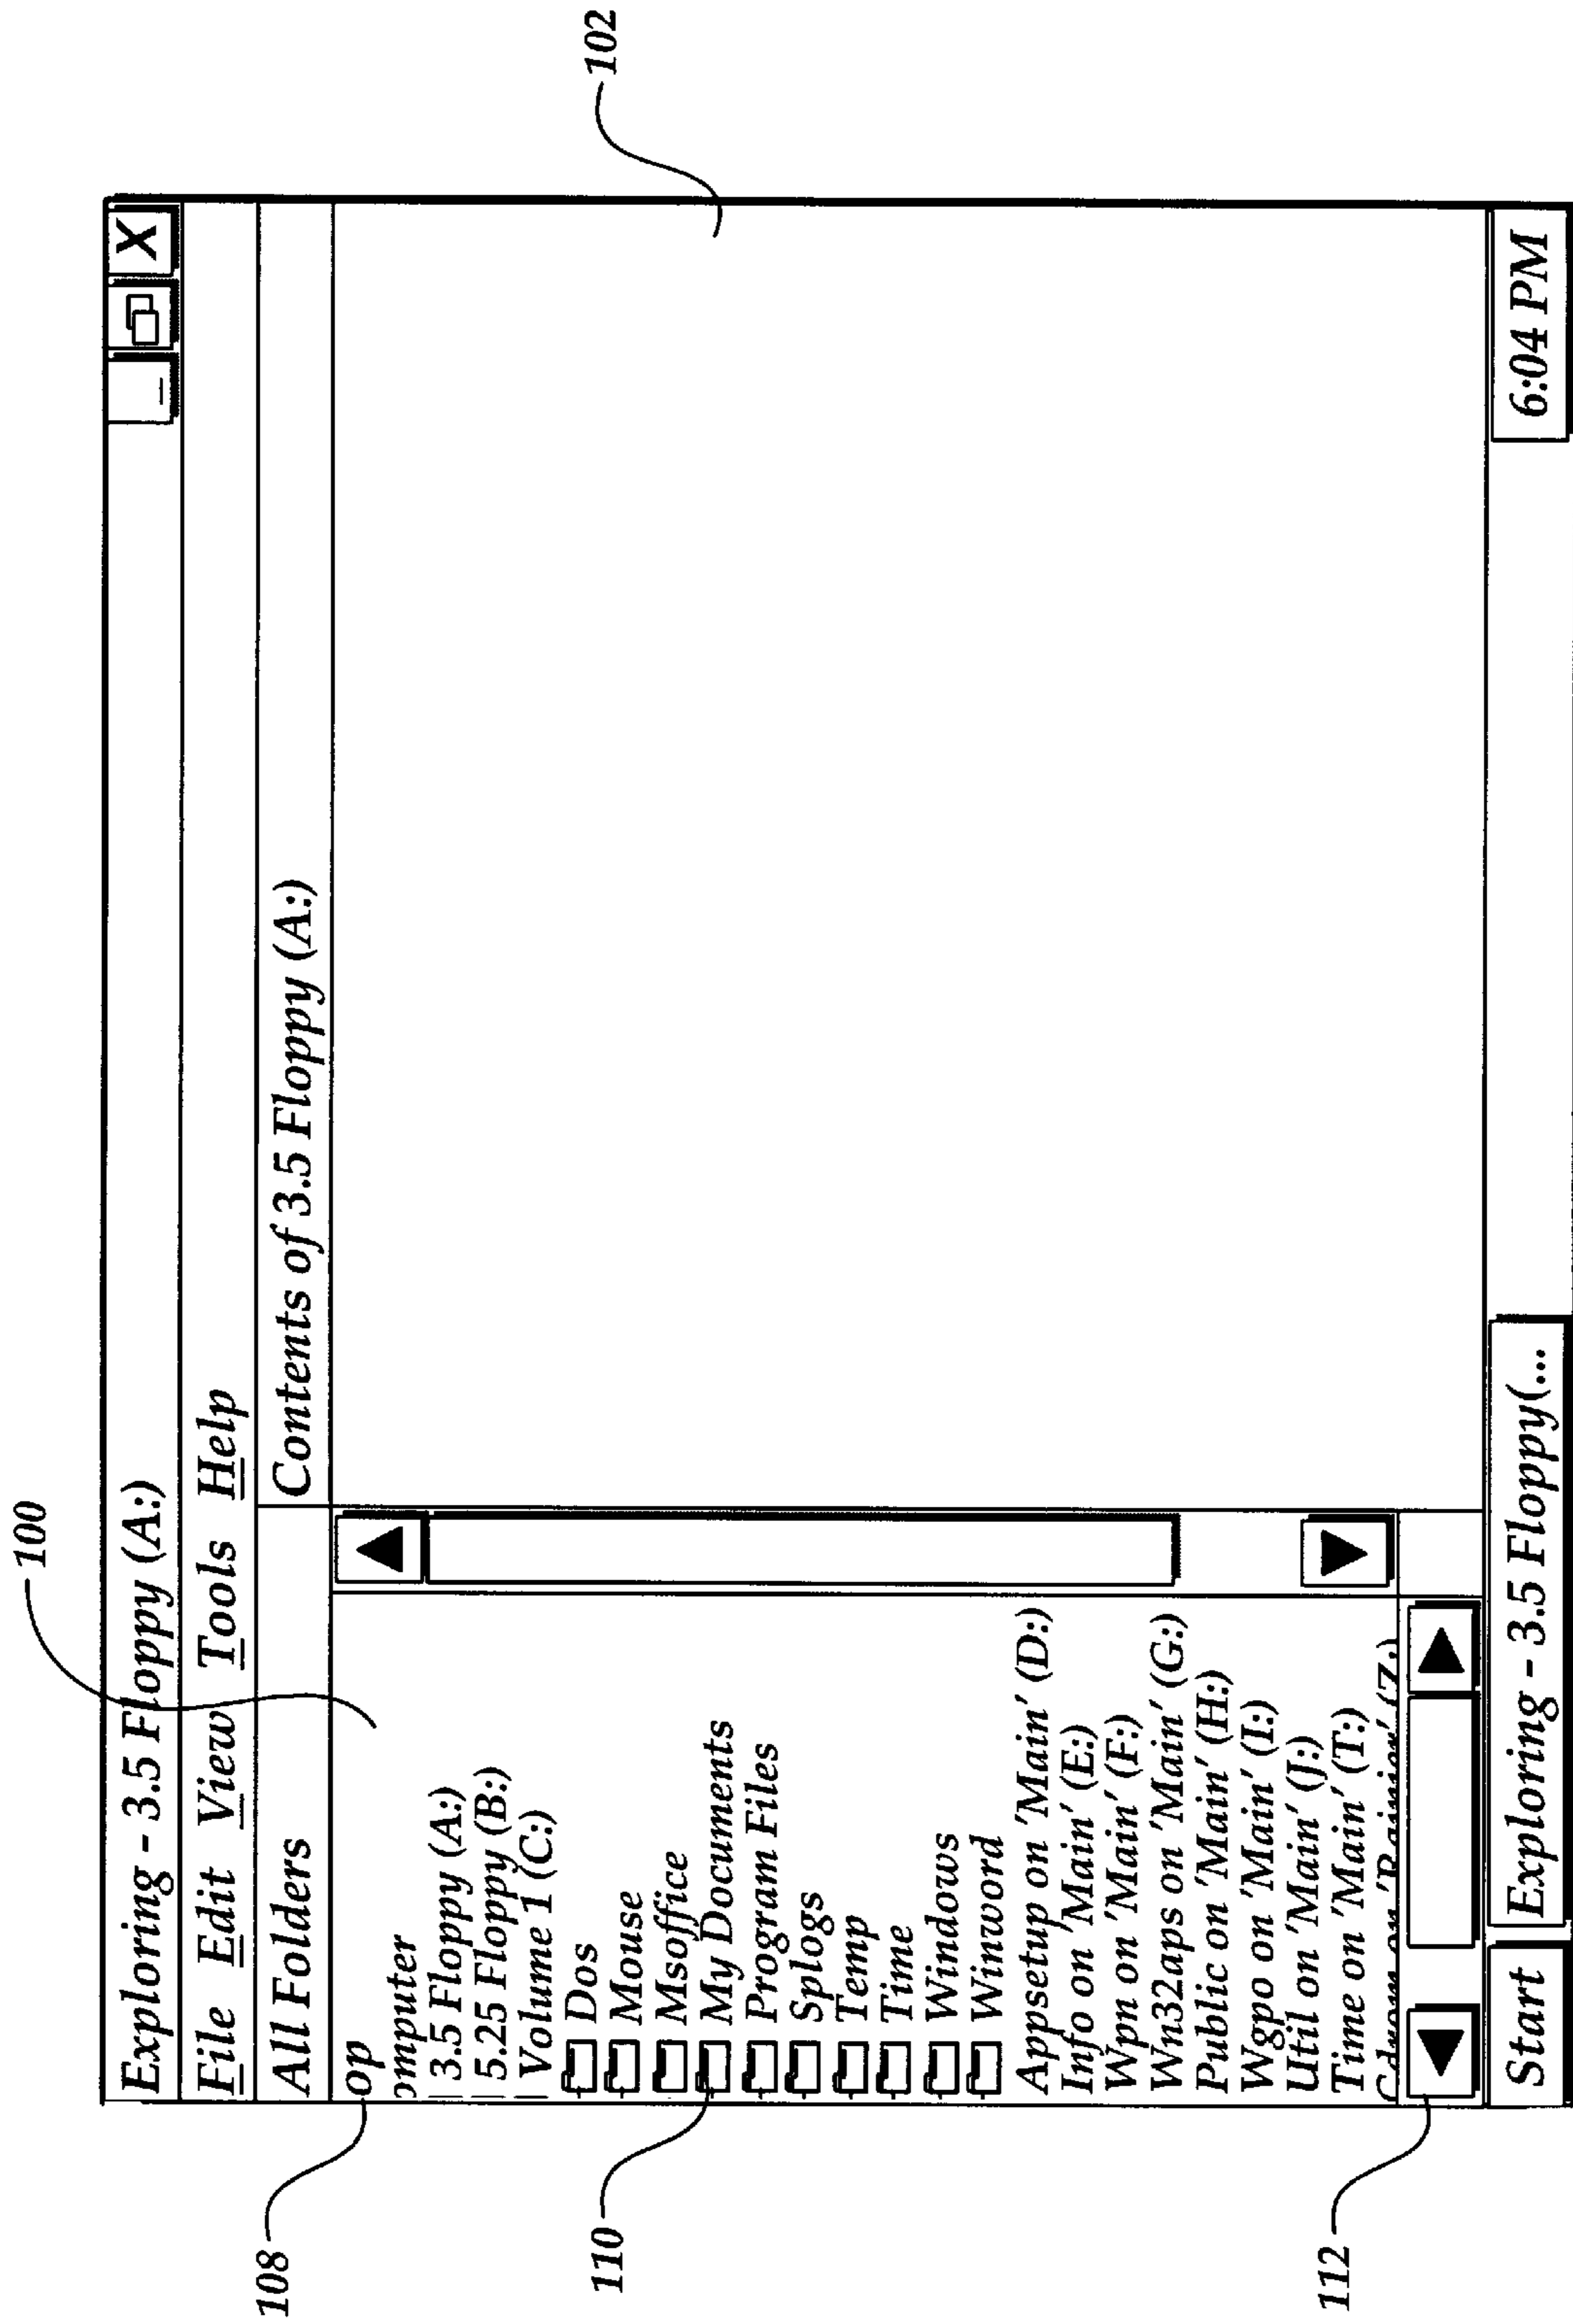 100
102
Exploring - 3.5 Floppy (A:)
_ X
File Edit View Tools Help
All Folders
Contents of 3.5 Floppy (A:)
108
op
omputer
3.5 Floppy (A:)
5.25 Floppy (B:)
Volume 1 (C:)
Dos
Mouse
Msoffice
110
My Documents
Program Files
Splogs
Temp
Time
Windows
Winword
Appsetup on 'Main' (D:)
Info on 'Main' (E:)
Wpn on 'Main' (F:)
Wn32aps on 'Main' (G:)
Public on 'Main' (H:)
Wgpo on 'Main' (I:)
Util on 'Main' (J:)
Time on 'Main' (T:)
Cdrom on 'Rainier' (Z:)
112
Start
Exploring - 3.5 Floppy(...
6:04 PM